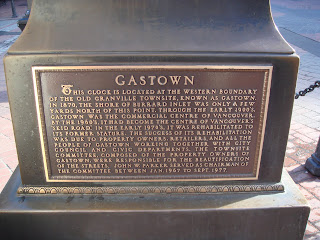 GASTOWN
THIS CLOCK IS LOCATED AT THE WESTERN BOUNDARY
OF THE OLD GRANVILLE TOWNSITE, KNOWN AS GASTOWN
IN 1870, THE SHORE OF BURRARD INLET WAS ONLY A FEW
YARDS NORTH OF THIS POINT. THROUGH THE EARLY 1900'S
GASTOWN WAS THE COMMERCIAL CENTRE OF VANCOUVER.
BY THE 1960'S IT HAD BECOME THE CENTRE OF VANCOUVER'S
SKID ROAD. IN THE EARLY 1970'S, IT WAS REHABILITATED TO
ITS FORMER STATURE. THE SUCCESS OF ITS REHABILITATION
WAS DUE TO PROPERTY OWNERS, RETAILERS, AND ALL THE
PEOPLE OF GASTOWN WORKING TOGETHER WITH CITY
COUNCIL AND CIVIC DEPARTMENTS. THE TOWNSITE
COMMITTEE, COMPOSED OF THE PROPERTY OWNERS OF
GASTOWN, WERE RESPONSIBLE FOR THE BEAUTIFICATION
OF THE STREETS. JOHN W. PARKER SERVED AS CHAIRMAN OF
THE COMMITTEE BETWEEN JAN. 1967 TO SEPT. 1977